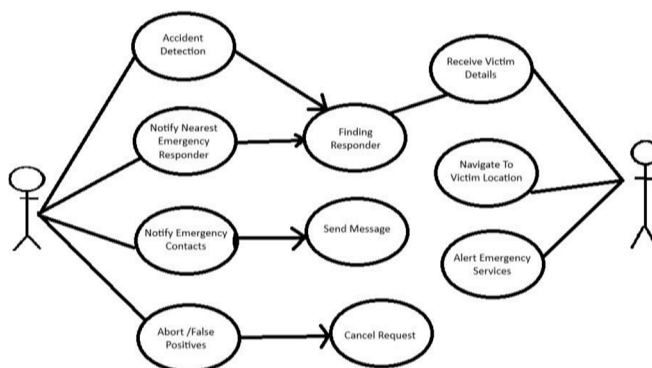 Accident
Detection
Notify Nearest
Emergency
Responder
Notify Emergency
Contacts
Abort /False
Positives
Finding
Responder
Send Message
Cancel Request
Receive Victim
Details
Navigate To
Victim Location
Alert Emergency
Services